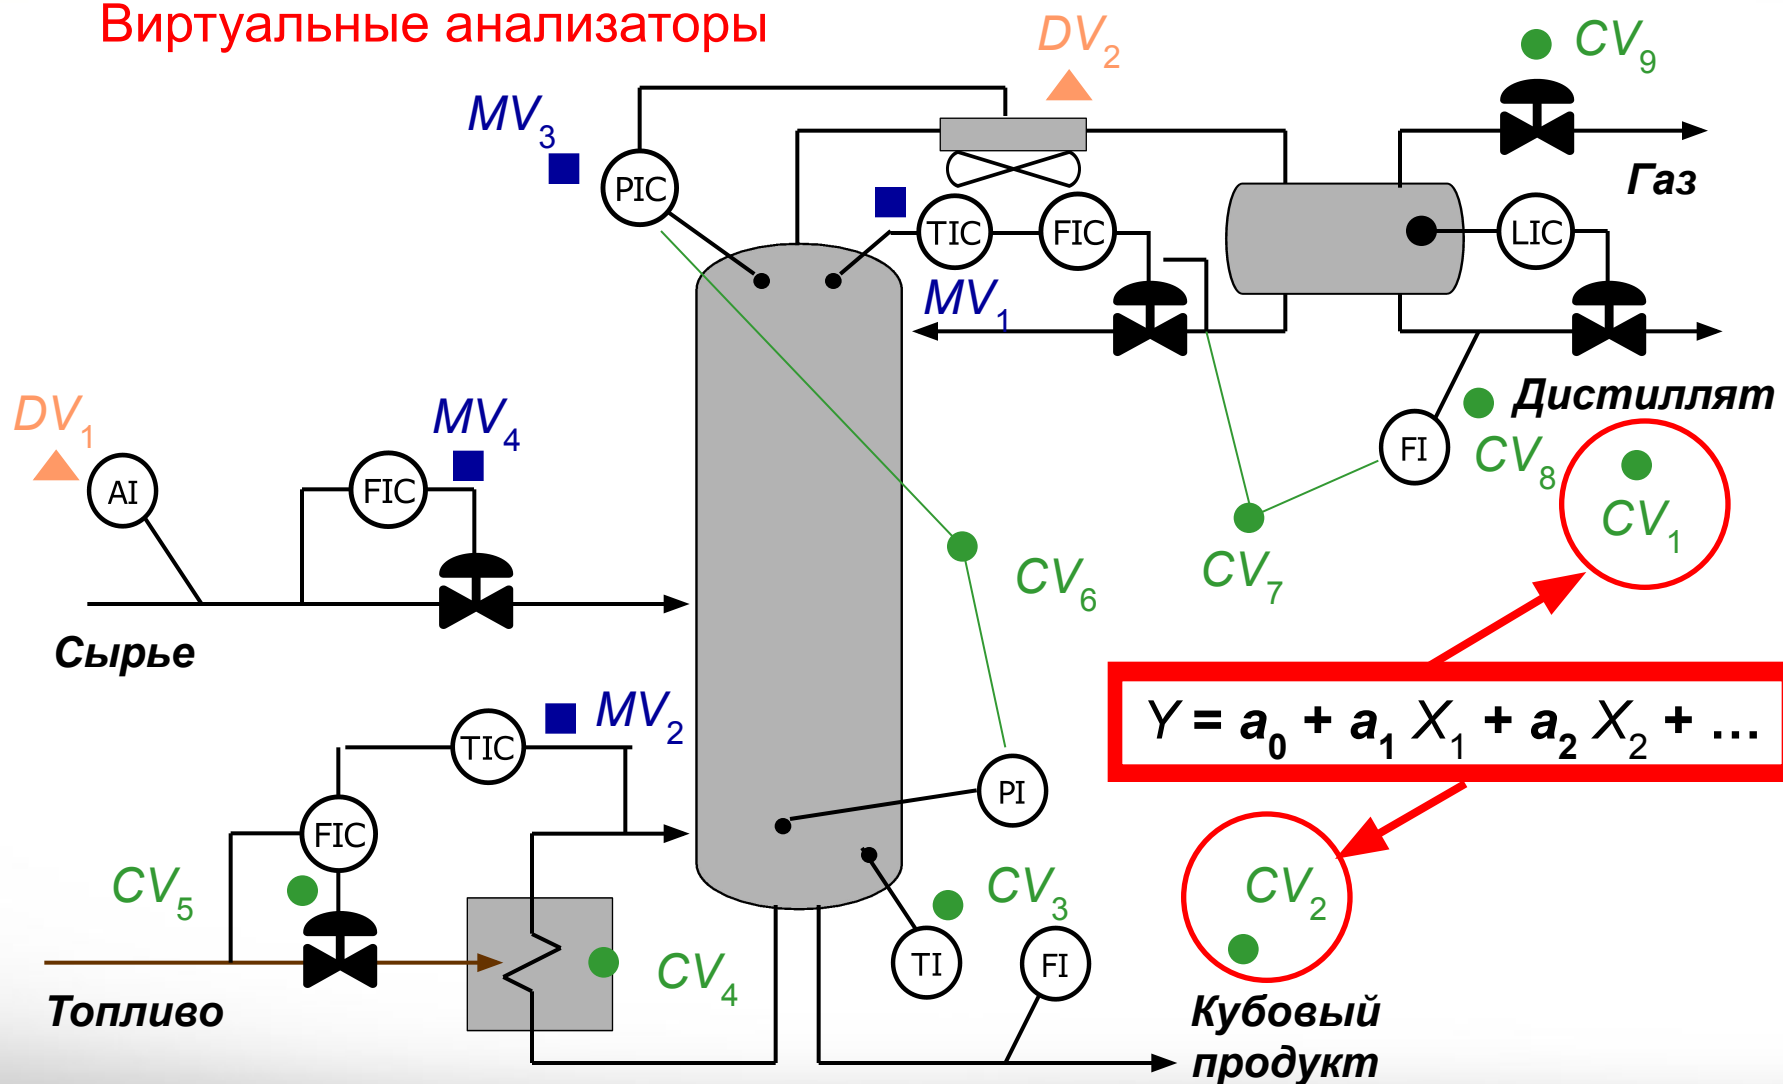 Виртуальные анализаторы
DV2
CV9
MV3
PIC
Газ
TIC
FIC
LIC
MV1
DV1
MV4
Дистиллят
AI
FIC
FI
CV8
CV1
CV6
CV7
Сырье
MV2
Y = a0 + a1 X1 + a2 X2 + ...
TIC
PI
FIC
CV5
CV3
CV2
TI
FI
CV4
Топливо
Кубовый
продукт